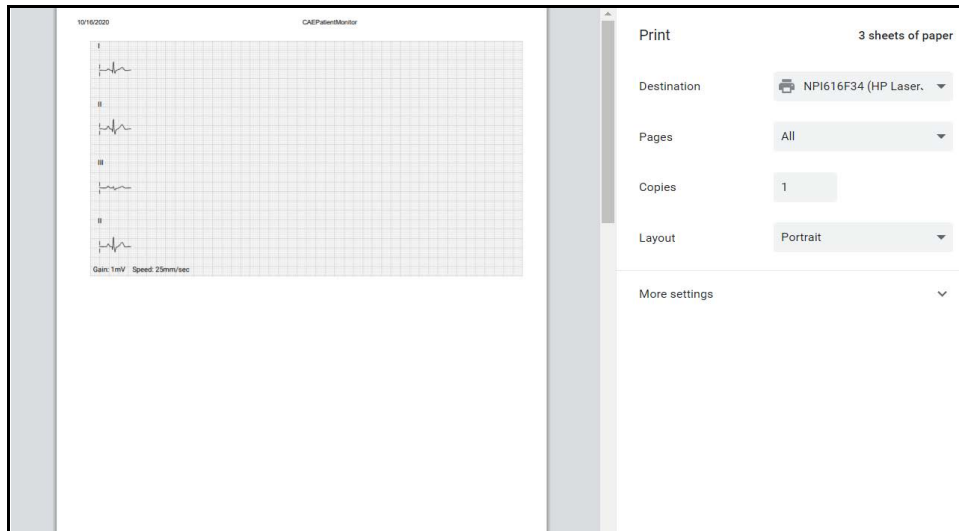 10/16/2020 CAEPatientMonitor
I
II
III
II
Gain: 1mV Speed: 25mm/sec
Print 3 sheets of paper
Destination NPI616F34 (HP Laser.
Pages All
Copies 1
Layout Portrait
More settings